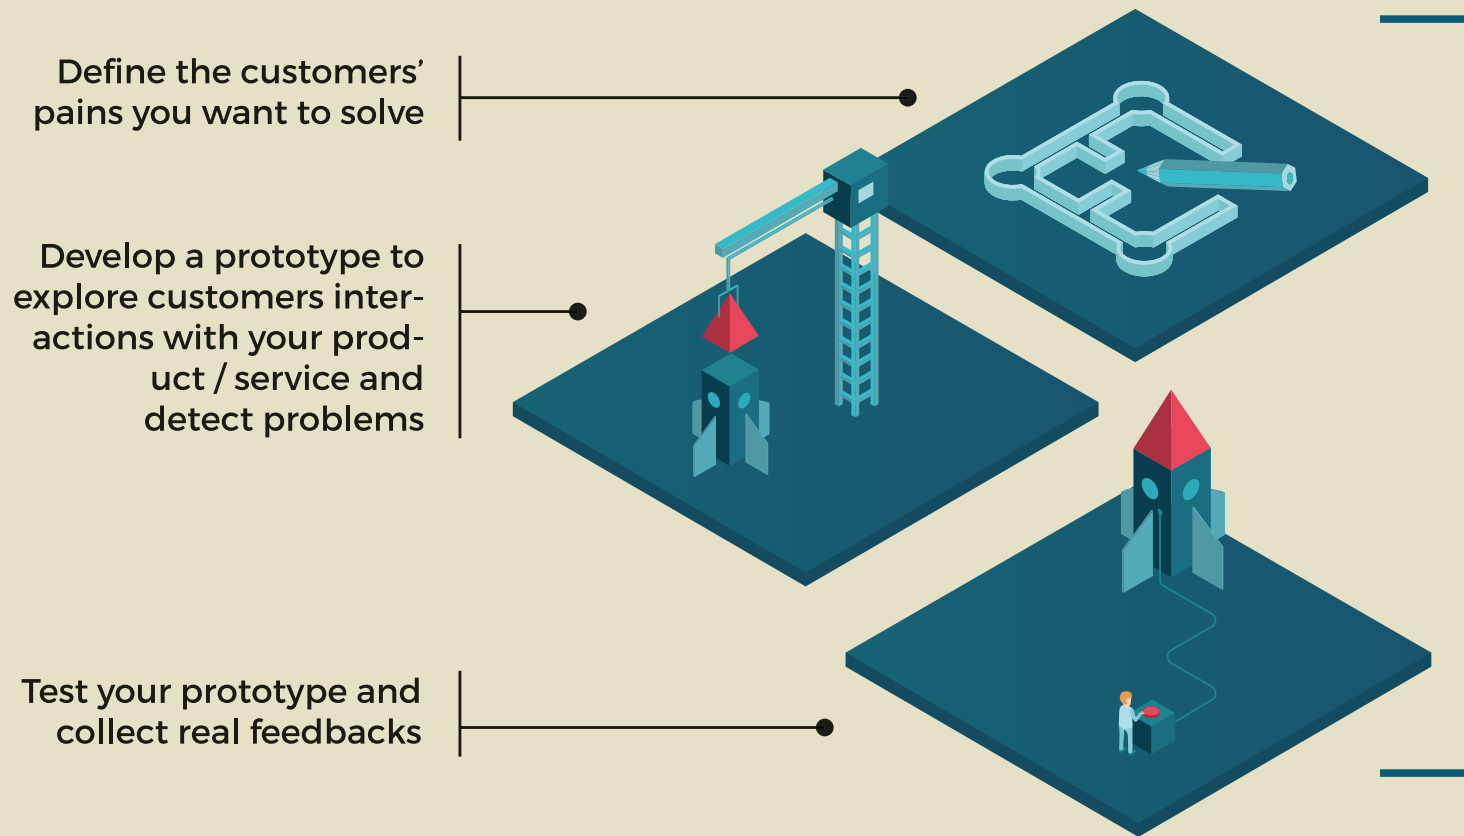 Define the customers’
pains you want to solve
Develop a prototype to
explore customers inter-
actions with your prod-
uct / service and
detect problems
Test your prototype and
collect real feedbacks